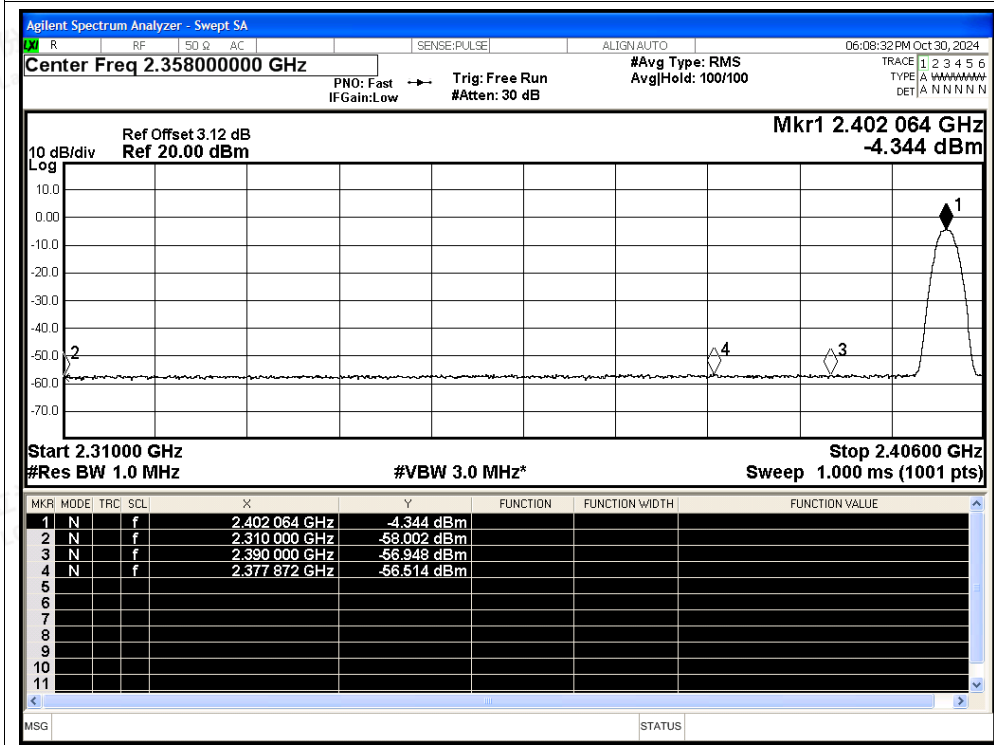 Agilent Spectrum Analyzer - Swept SA
LXI R RF 50 Ω AC SENSE:PULSE ALIGN AUTO 06:08:32 PM Oct 30, 2024
Center Freq 2.358000000 GHz
PNO: Fast
IFGain:Low
Trig: Free Run
#Atten: 30 dB
#Avg Type: RMS
Avg|Hold: 100/100
TRACE 1 2 3 4 5 6
TYPE A WWWWW
DET A N N N N N
Ref Offset 3.12 dB
10 dB/div Ref 20.00 dBm
Log
Mkr1 2.402 064 GHz
-4.344 dBm
10.0
0.00
-10.0
-20.0
-30.0
-40.0
-50.0
-60.0
-70.0
1
2
4
3
Start 2.31000 GHz Stop 2.40600 GHz
#Res BW 1.0 MHz #VBW 3.0 MHz* Sweep 1.000 ms (1001 pts)
MKR MODE TRC SCL X Y FUNCTION FUNCTION WIDTH FUNCTION VALUE
1 N f 2.402 064 GHz -4.344 dBm
2 N f 2.310 000 GHz -58.002 dBm
3 N f 2.390 000 GHz -56.948 dBm
4 N f 2.377 872 GHz -56.514 dBm
5
6
7
8
9
10
11
MSG STATUS